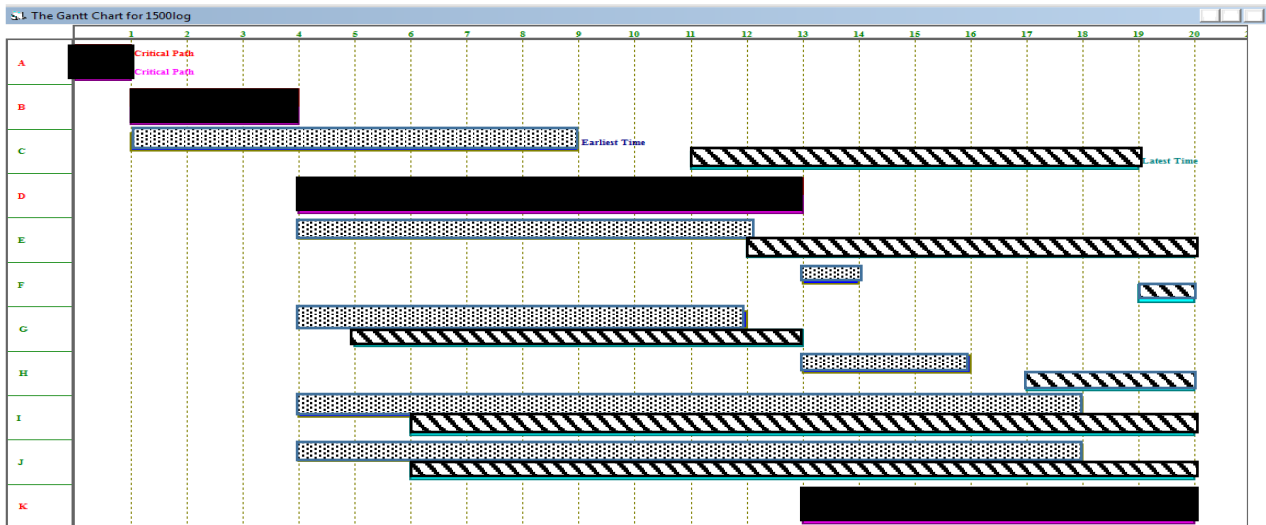 The Gantt Chart for 1500log
1 2 3 4 5 6 7 8 9 10 11 12 13 14 15 16 17 18 19 20
A Critical Path
Critical Path
B
C Earliest Time
Latest Time
D
E
F
G
H
I
J
K